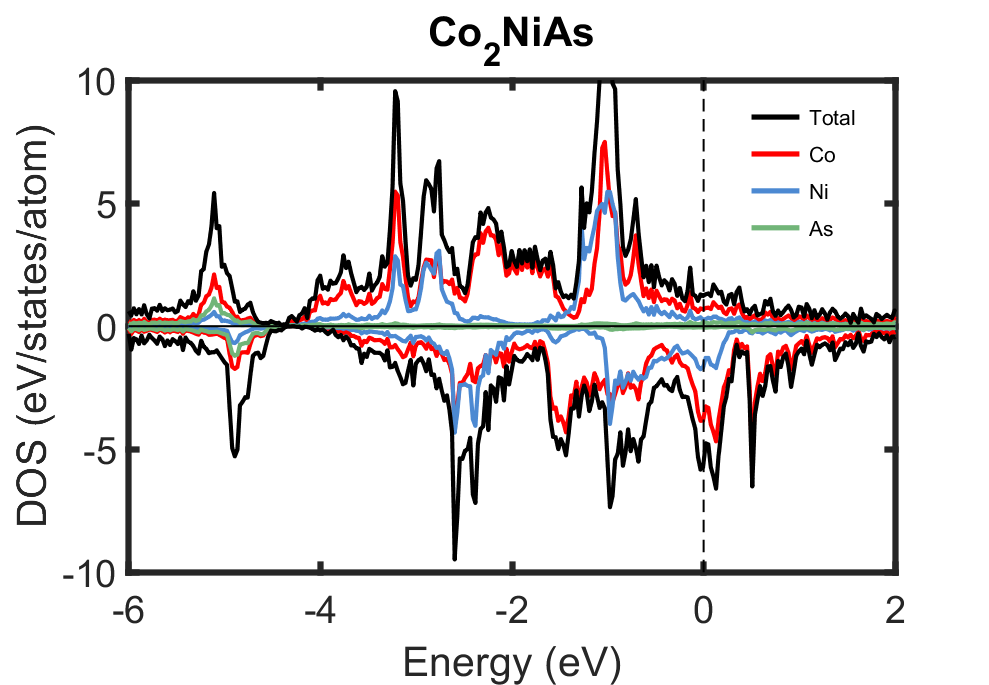 Co2NiAs
10
Total
Co
Ni
As
5
0
-5
-10
DOS (eV/states/atom)
-6 -4 -2 0 2
Energy (eV)